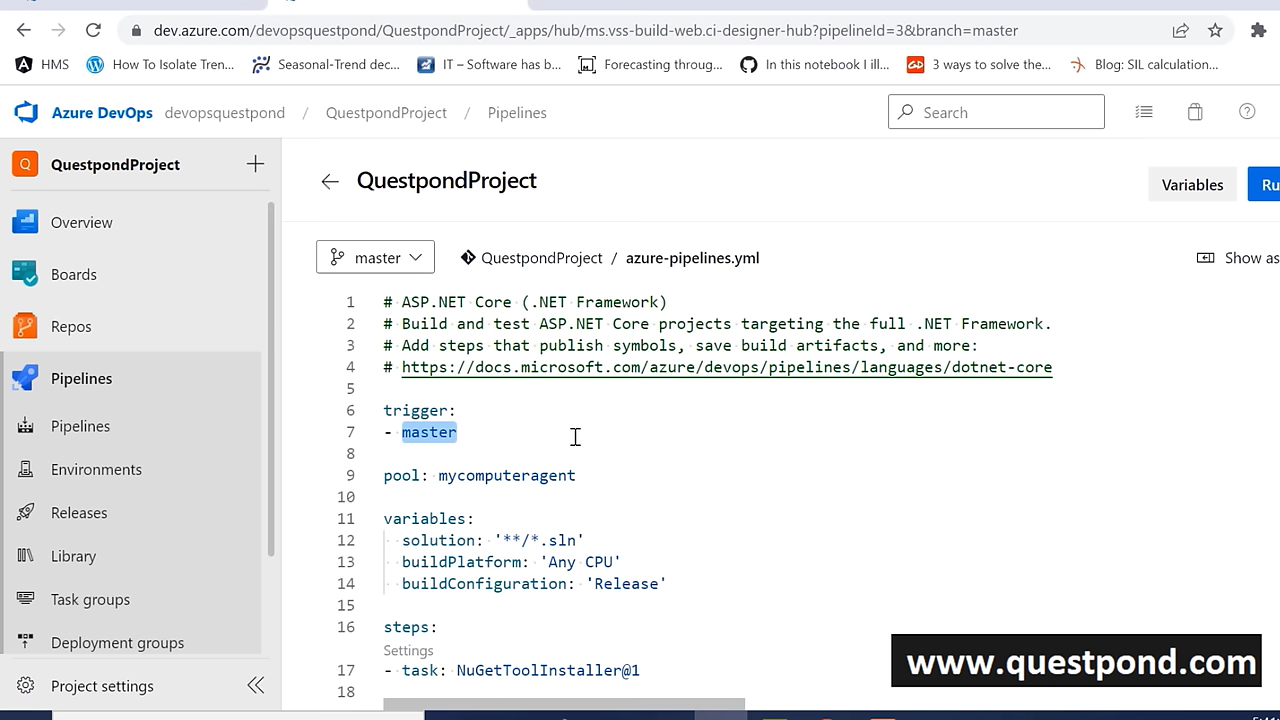 dev.azure.com/devopsquestpond/QuestpondProject/_apps/hub/ms.vss-build-web.ci-designer-hub?pipelineId=3&branch=master
HMS How To Isolate Tren... Seasonal-Trend dec... IT – Software has b... Forecasting throug... In this notebook I ill... 3 ways to solve the... Blog: SIL calculation...
Azure DevOps devopsquestpond / QuestpondProject / Pipelines Search
Q QuestpondProject
QuestpondProject
Variables Ru
Overview
Boards
Repos
Pipelines
Pipelines
Environments
Releases
Library
Task groups
Deployment groups
Project settings
master QuestpondProject / azure-pipelines.yml Show as
1 # ASP.NET Core (.NET Framework)
2 # Build and test ASP.NET Core projects targeting the full .NET Framework.
3 # Add steps that publish symbols, save build artifacts, and more:
4 # https://docs.microsoft.com/azure/devops/pipelines/languages/dotnet-core
5
6 trigger:
7 - master
8
9 pool: mycomputeragent
10
11 variables:
12 solution: '**/*.sln'
13 buildPlatform: 'Any CPU'
14 buildConfiguration: 'Release'
15
16 steps:
Settings
17 - task: NuGetToolInstaller@1
18
www.questpond.com